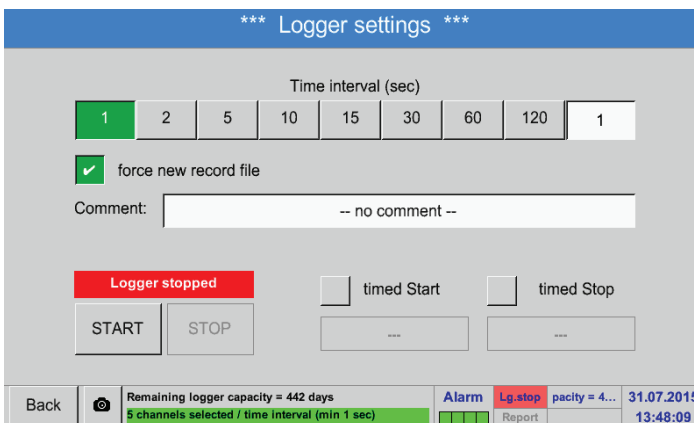 *** Logger settings ***
Time interval (sec)
1 2 5 10 15 30 60 120 1
force new record file
Comment: -- no comment --
Logger stopped
timed Start timed Stop
START STOP --- ---
Back Remaining logger capacity = 442 days Alarm Lg.stop pacity = 4... 31.07.2015
5 channels selected / time interval (min 1 sec) Report 13:48:09